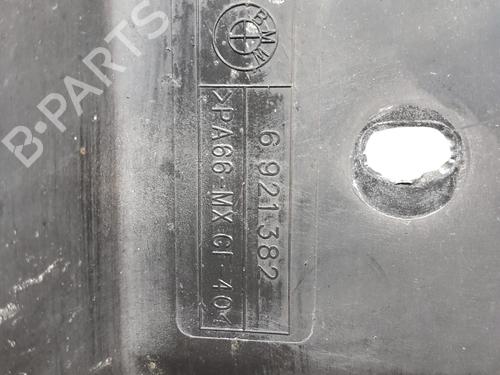 BMW
6 921 382
>PA66-MX GF 40<
B-PARTS